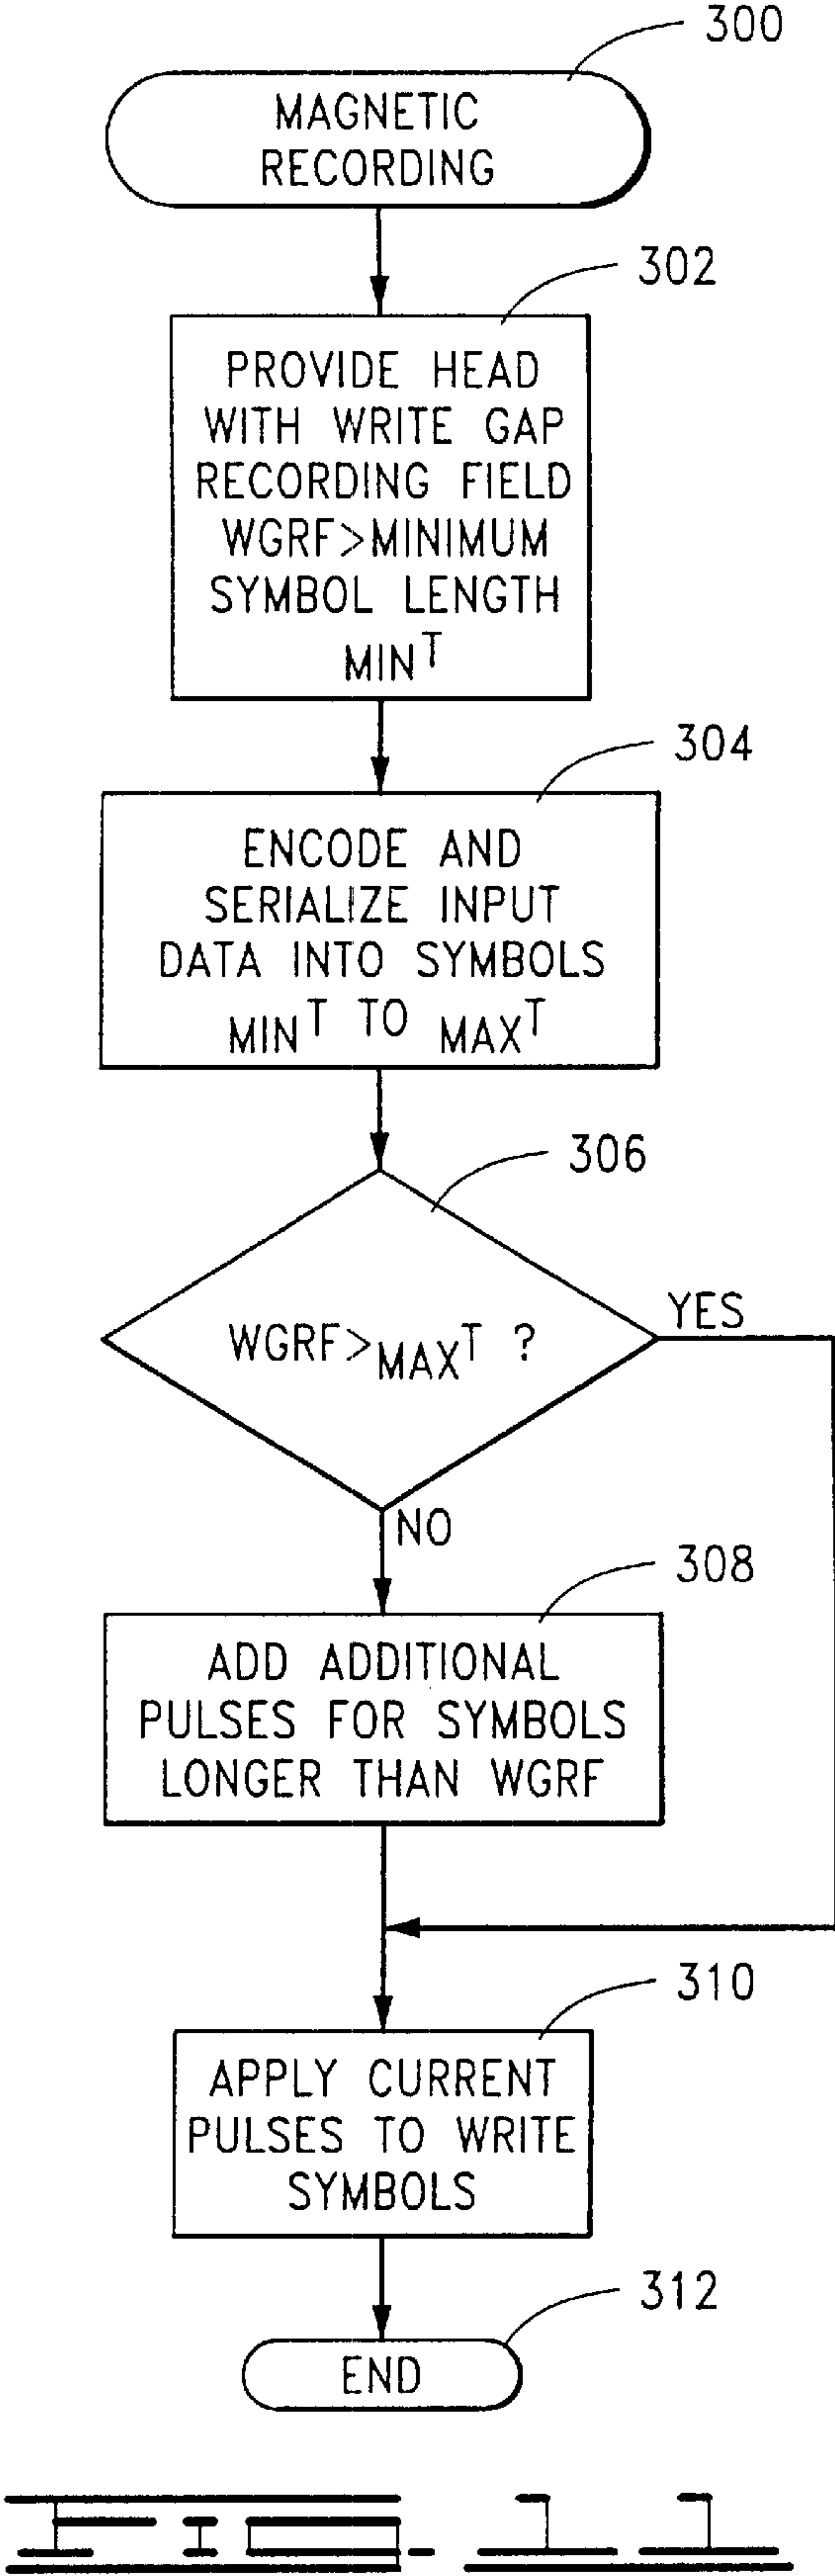 300
MAGNETIC
RECORDING
302
PROVIDE HEAD
WITH WRITE GAP
RECORDING FIELD
WGRF>MINIMUM
SYMBOL LENGTH
MINT
304
ENCODE AND
SERIALIZE INPUT
DATA INTO SYMBOLS
MINT TO MAXT
306
WGRF>MAXT ?
YES
NO
308
ADD ADDITIONAL
PULSES FOR SYMBOLS
LONGER THAN WGRF
310
APPLY CURRENT
PULSES TO WRITE
SYMBOLS
312
END